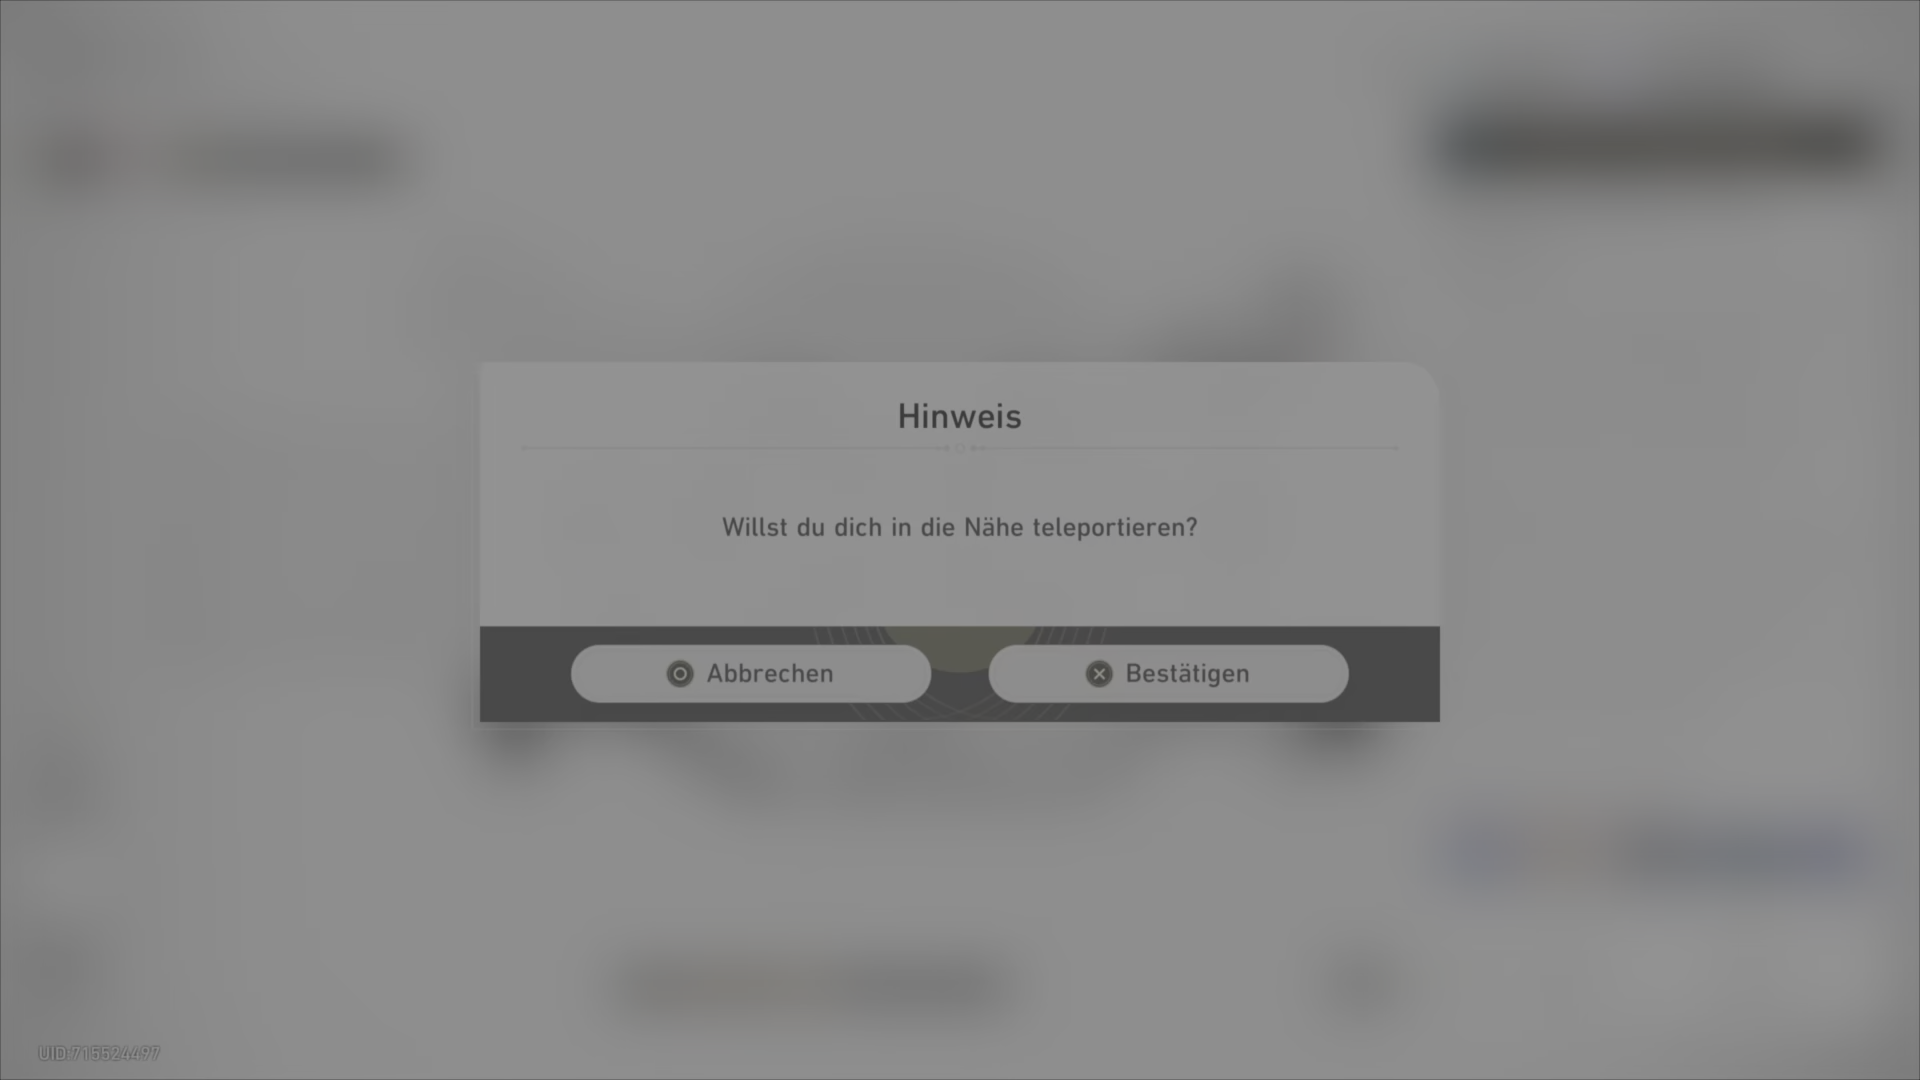 Hinweis
Willst du dich in die Nähe teleportieren?
Abbrechen
Bestätigen
UID:715524497